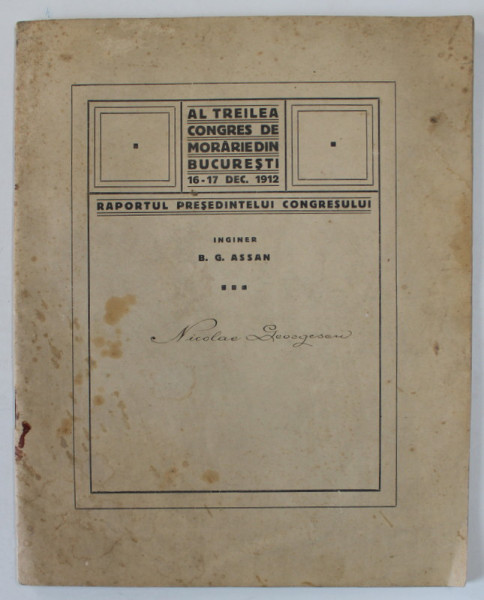 AL TREILEA
CONGRES DE
MORĂRIE DIN
BUCUREŞTI
16-17 DEC. 1912
RAPORTUL PREŞEDINTELUI CONGRESULUI
INGINER
B. G. ASSAN
Nicolae Georgescu